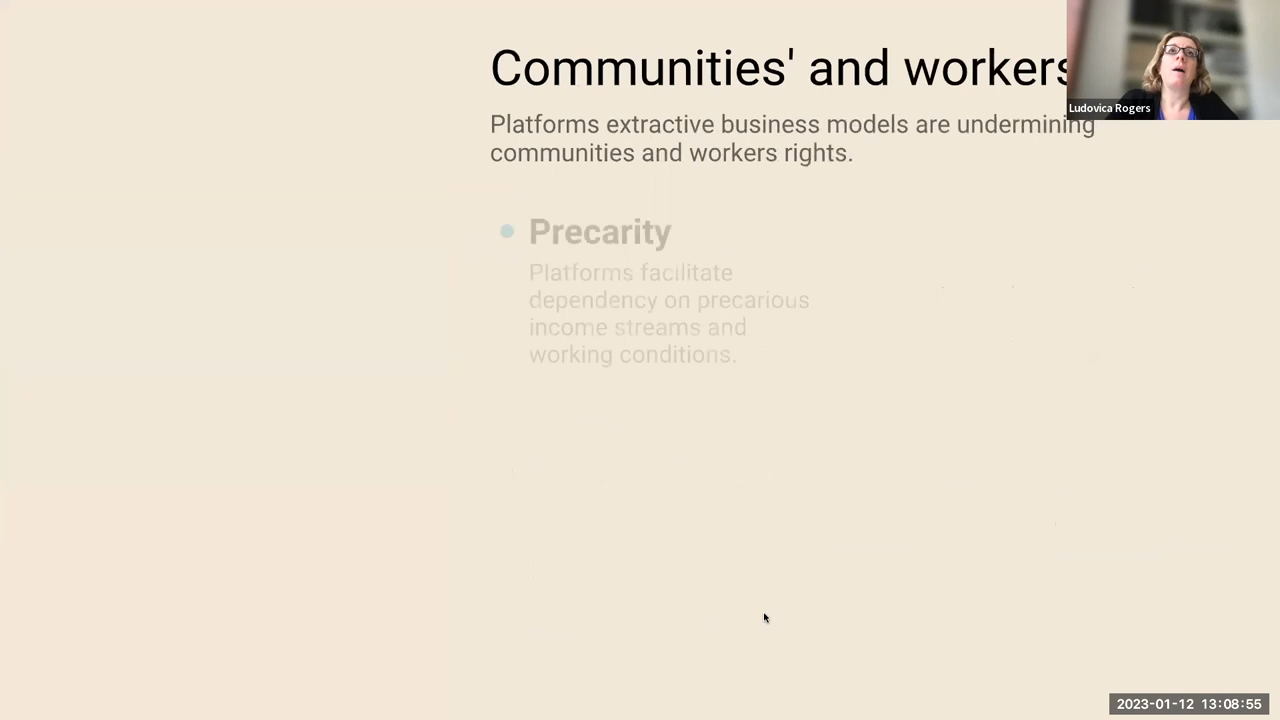 Communities' and workers
Platforms extractive business models are undermining
communities and workers rights.
Precarity
Platforms facilitate
dependency on precarious
income streams and
working conditions.
Ludovica Rogers
2023-01-12 13:08:55